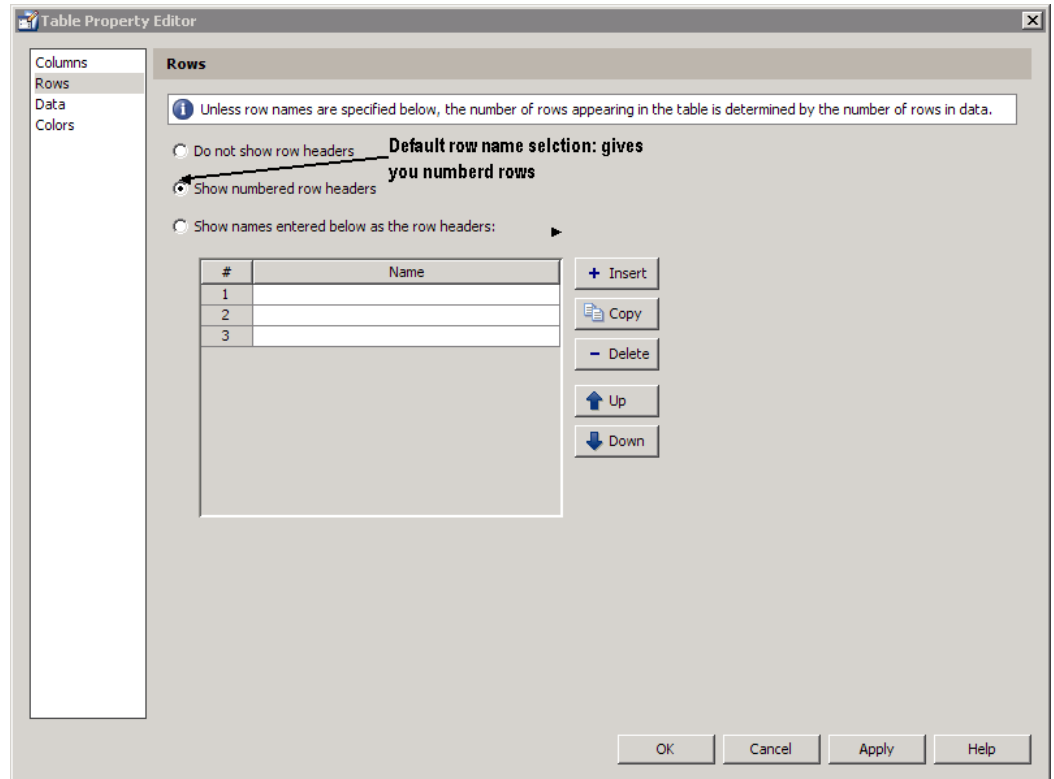 Table Property Editor
Columns
Rows
Data
Colors
Rows
Unless row names are specified below, the number of rows appearing in the table is determined by the number of rows in data.
Do not show row headers
Default row name selction: gives
you numberd rows
Show numbered row headers
Show names entered below as the row headers:
# Name
1
2
3
+ Insert
Copy
− Delete
Up
Down
OK Cancel Apply Help